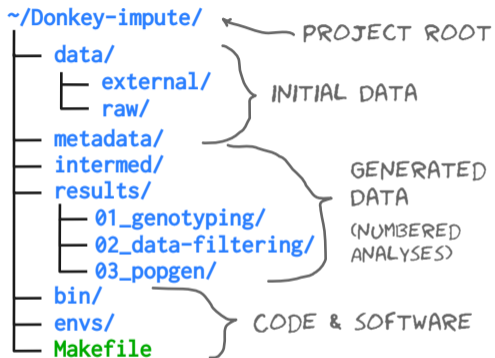 ~/Donkey-impute/
PROJECT ROOT
data/
external/
raw/
INITIAL DATA
metadata/
intermed/
results/
01_genotyping/
02_data-filtering/
03_popgen/
GENERATED
DATA
(NUMBERED
ANALYSES)
bin/
envs/
Makefile
CODE & SOFTWARE